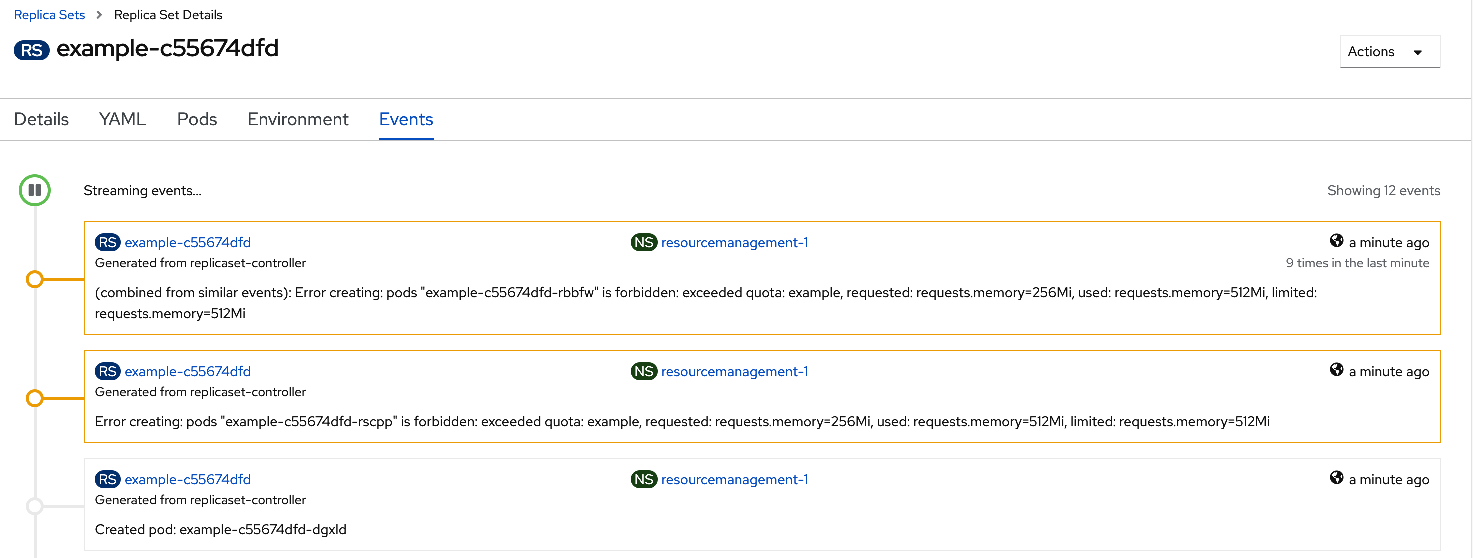 Replica Sets > Replica Set Details
RS example-c55674dfd
Actions
Details YAML Pods Environment Events
Streaming events...
Showing 12 events
RS example-c55674dfd NS resourcemanagement-1 a minute ago
Generated from replicaset-controller 9 times in the last minute
(combined from similar events): Error creating: pods "example-c55674dfd-rbbfw" is forbidden: exceeded quota: example, requested: requests.memory=256Mi, used: requests.memory=512Mi, limited:
requests.memory=512Mi
RS example-c55674dfd NS resourcemanagement-1 a minute ago
Generated from replicaset-controller
Error creating: pods "example-c55674dfd-rscpp" is forbidden: exceeded quota: example, requested: requests.memory=256Mi, used: requests.memory=512Mi, limited: requests.memory=512Mi
RS example-c55674dfd NS resourcemanagement-1 a minute ago
Generated from replicaset-controller
Created pod: example-c55674dfd-dgxld